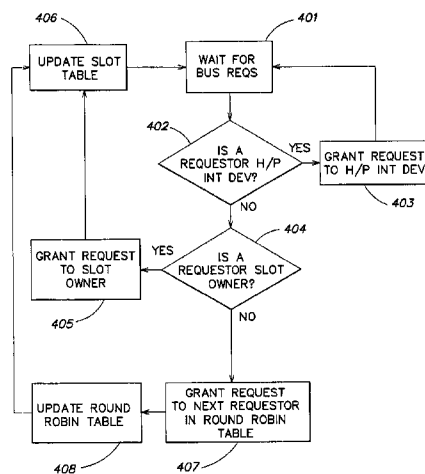 406
401
UPDATE SLOT
TABLE
WAIT FOR
BUS REQS
402
IS A
REQUESTOR H/P
INT DEV?
YES
GRANT REQUEST
TO H/P INT DEV
403
NO
404
YES
GRANT REQUEST
TO SLOT
OWNER
IS A
REQUESTOR SLOT
OWNER?
405
NO
UPDATE ROUND
ROBIN TABLE
GRANT REQUEST
TO NEXT REQUESTOR
IN ROUND ROBIN
TABLE
408
407